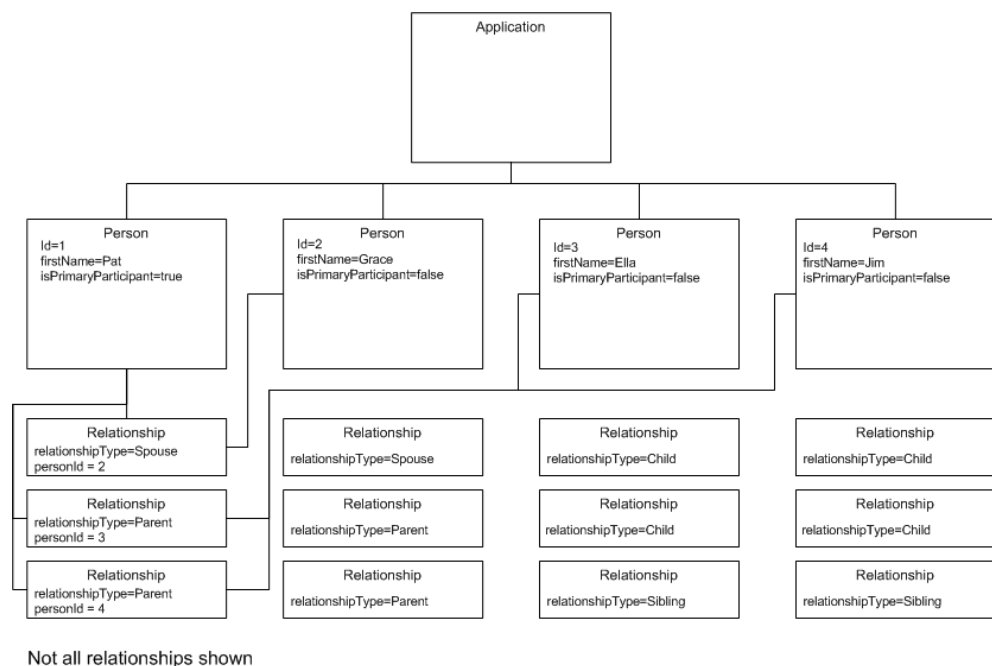 Application
Person
Id=1
firstName=Pat
isPrimaryParticipant=true
Person
Id=2
firstName=Grace
isPrimaryParticipant=false
Person
Id=3
firstName=Ella
isPrimaryParticipant=false
Person
Id=4
firstName=Jim
isPrimaryParticipant=false
Relationship
relationshipType=Spouse
personId = 2
Relationship
relationshipType=Spouse
Relationship
relationshipType=Child
Relationship
relationshipType=Child
Relationship
relationshipType=Parent
personId = 3
Relationship
relationshipType=Parent
Relationship
relationshipType=Child
Relationship
relationshipType=Child
Relationship
relationshipType=Parent
personId = 4
Relationship
relationshipType=Parent
Relationship
relationshipType=Sibling
Relationship
relationshipType=Sibling
Not all relationships shown